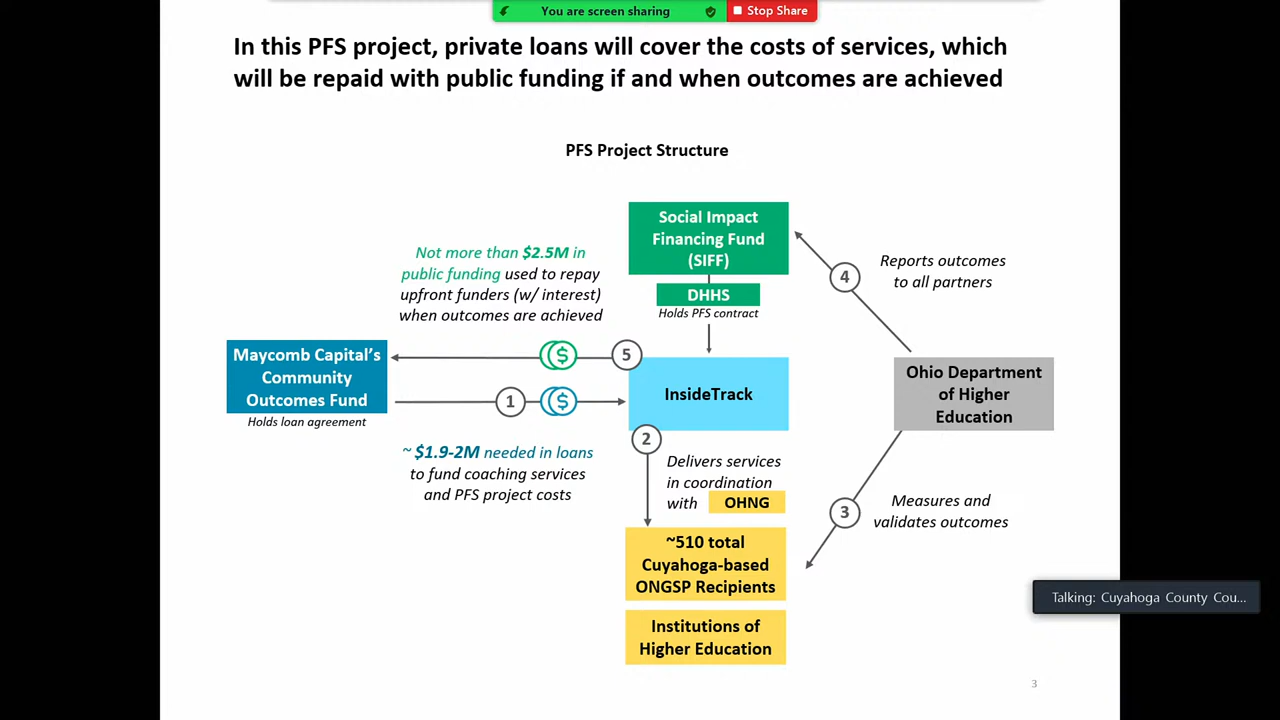 You are screen sharing
Stop Share
In this PFS project, private loans will cover the costs of services, which
will be repaid with public funding if and when outcomes are achieved
PFS Project Structure
Social Impact
Financing Fund
(SIFF)
DHHS
Holds PFS contract
Not more than $2.5M in
public funding used to repay
upfront funders (w/ interest)
when outcomes are achieved
4
Reports outcomes
to all partners
Maycomb Capital’s
Community
Outcomes Fund
Holds loan agreement
$
5
1
$
InsideTrack
Ohio Department
of Higher
Education
~ $1.9-2M needed in loans
to fund coaching services
and PFS project costs
2
Delivers services
in coordination
with OHNG
3
Measures and
validates outcomes
~510 total
Cuyahoga-based
ONGSP Recipients
Institutions of
Higher Education
Talking: Cuyahoga County Cou...
3